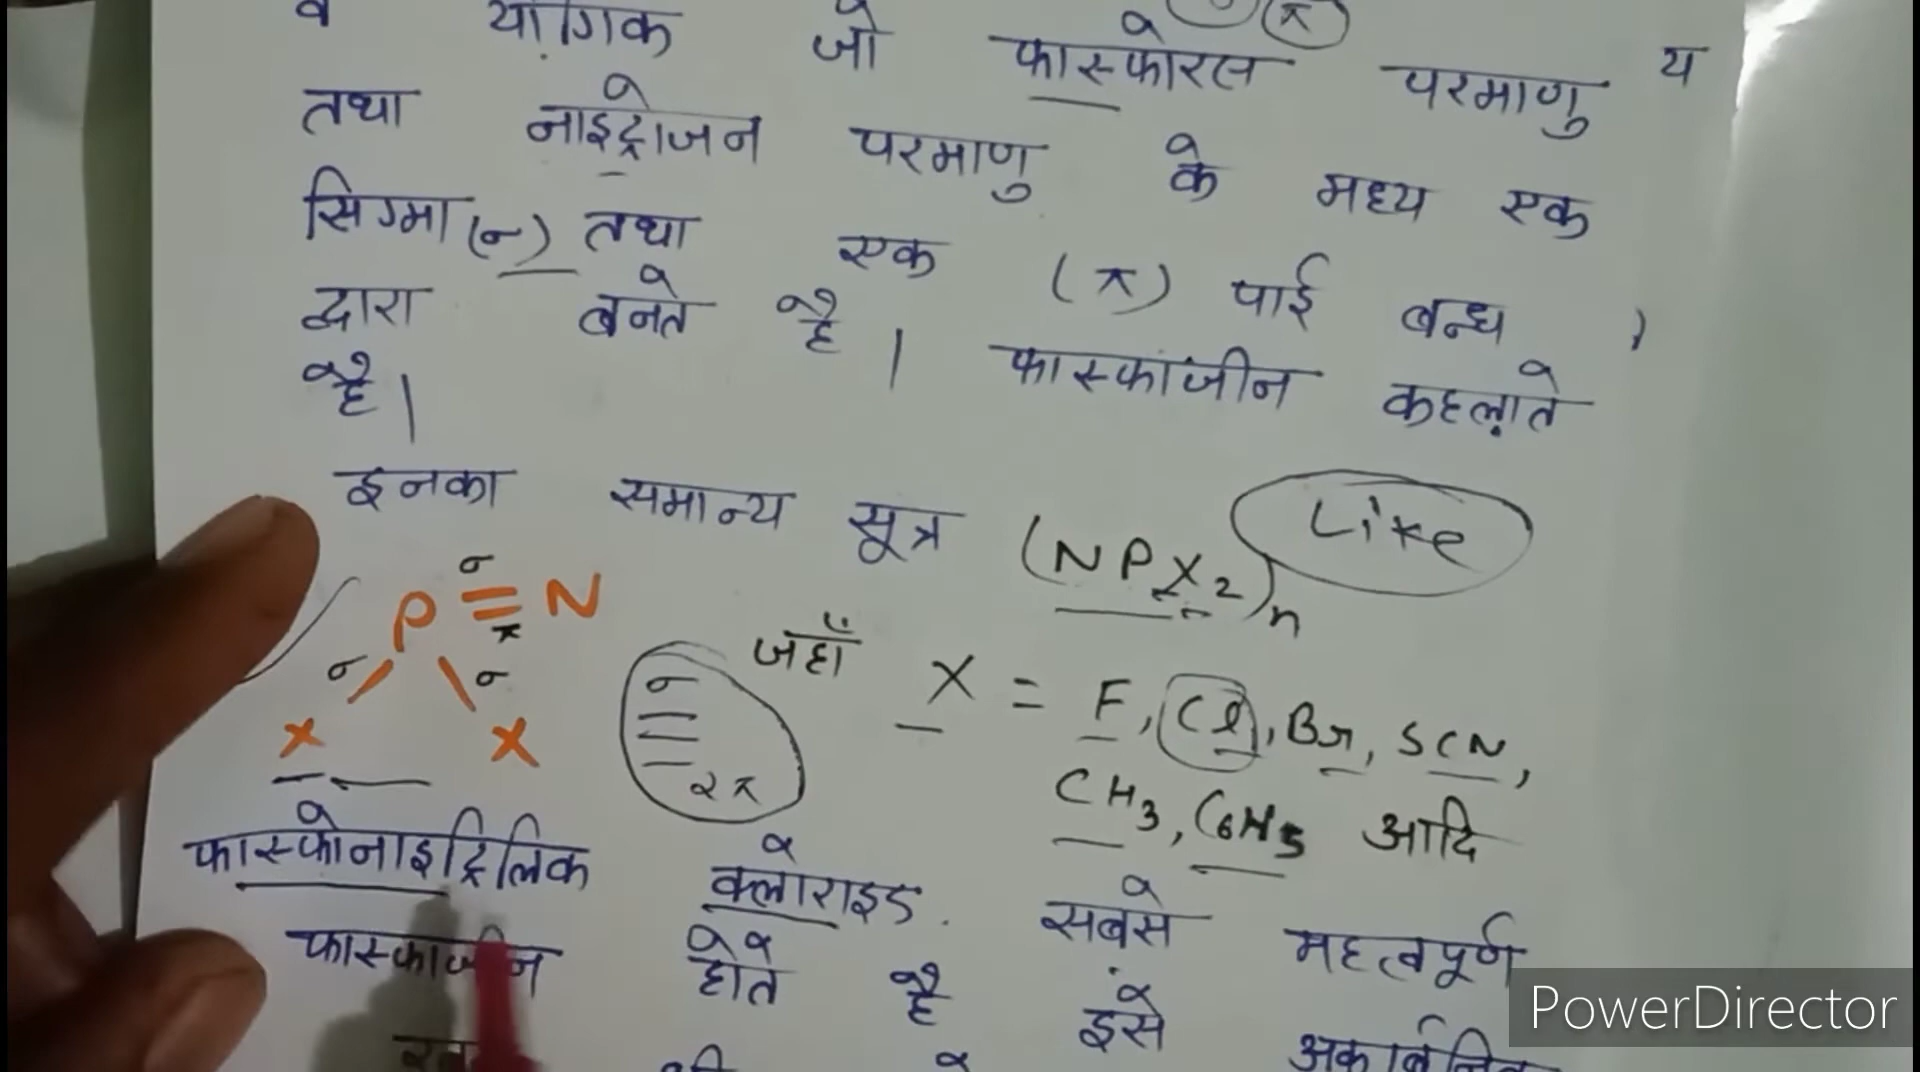 वे यौगिक जो फास्फोरस परमाणु य
तथा नाइट्रोजन परमाणु के मध्य एक
सिग्मा (σ) तथा एक (π) पाई बन्ध
द्वारा बनते है। फास्काजीन कहलाते
है।
इनका समान्य सूत्र (NPX₂)n
Like
σ
P = N
π
σ σ
X X
σ
2π
जहाँ X = F, Cl, Br, SCN,
CH₃, C₆H₅ आदि
फास्फोनाइट्रिलिक क्लोराइड सबसे महत्वपूर्ण
फास्काजीन होते है इसे
PowerDirector